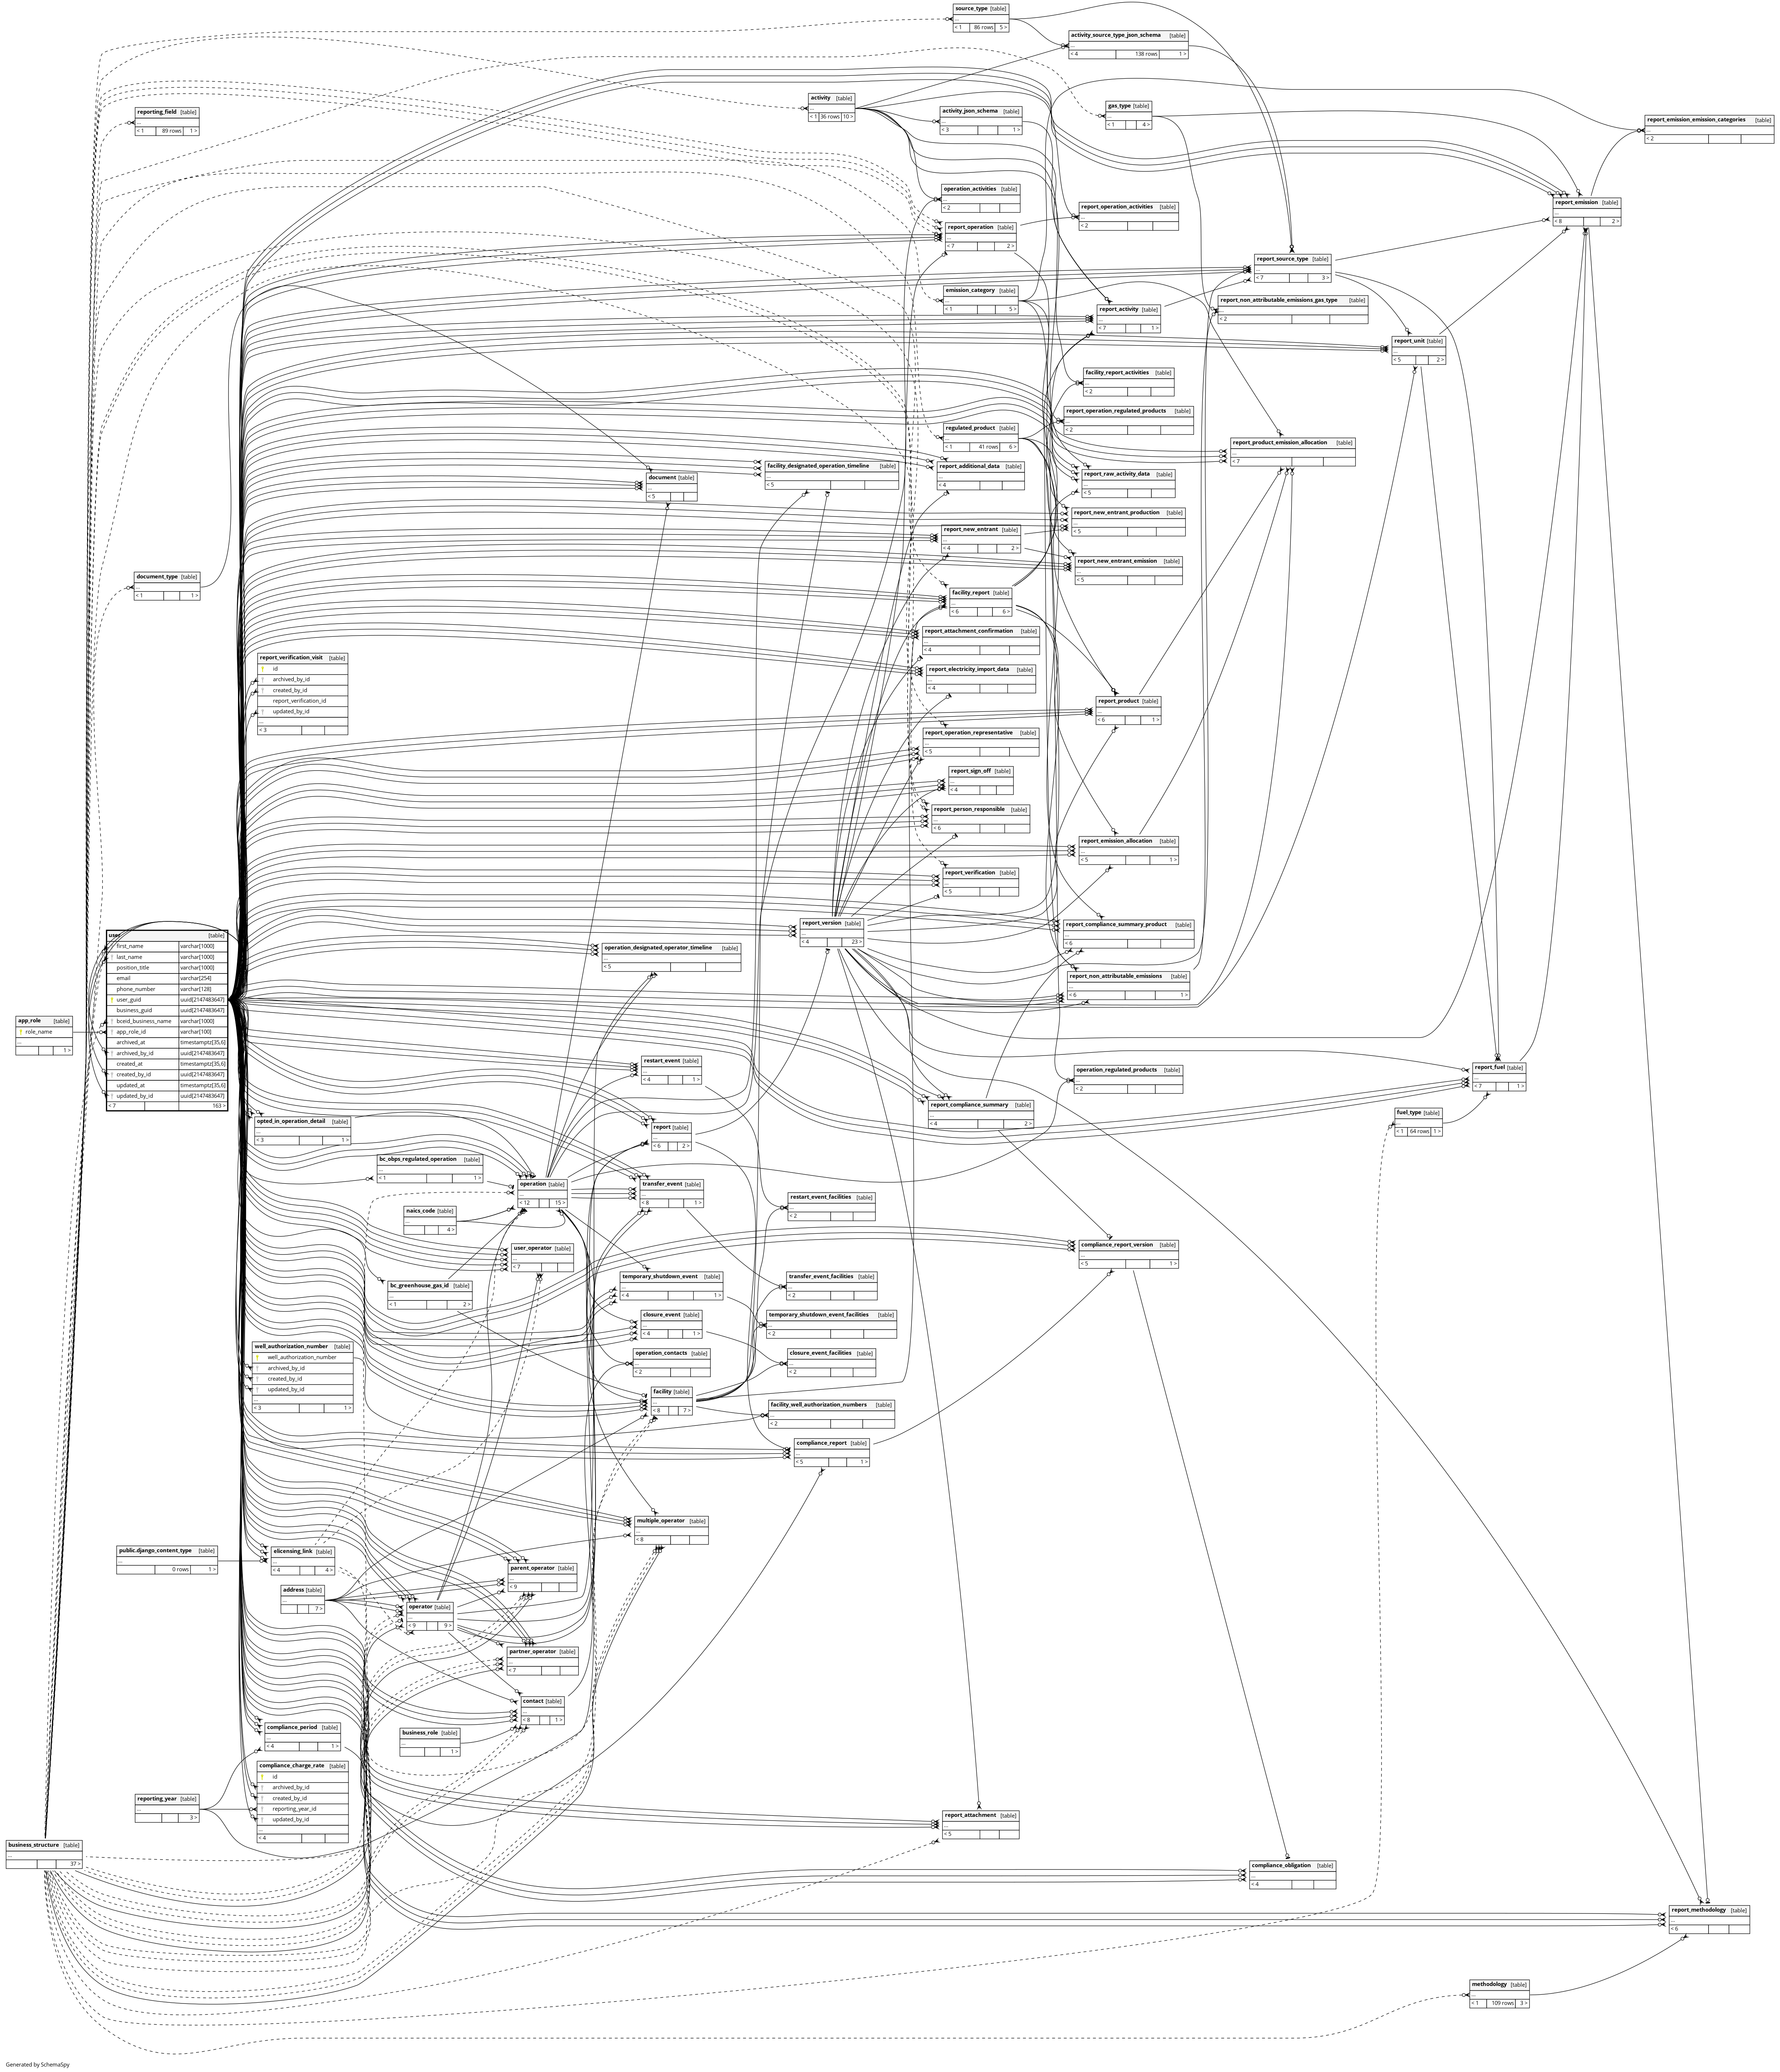 source_type [table]
...
< 1 86 rows 5 >
activity_source_type_json_schema [table]
...
< 4 138 rows 1 >
activity [table]
...
< 1 36 rows 10 >
reporting_field [table]
...
< 1 89 rows 1 >
activity_json_schema [table]
...
< 3 1 >
gas_type [table]
...
< 1 4 >
report_emission_emission_categories [table]
...
< 2
operation_activities [table]
...
< 2
report_operation_activities [table]
...
< 2
report_emission [table]
...
< 8 2 >
report_operation [table]
...
< 7 2 >
report_source_type [table]
...
< 7 3 >
emission_category [table]
...
< 1 5 >
report_non_attributable_emissions_gas_type [table]
...
< 2
report_activity [table]
...
< 7 1 >
report_unit [table]
...
< 5 2 >
facility_report_activities [table]
...
< 2
report_operation_regulated_products [table]
...
< 2
regulated_product [table]
...
< 1 41 rows 6 >
report_product_emission_allocation [table]
...
< 7
facility_designated_operation_timeline [table]
...
< 5
report_additional_data [table]
...
< 4
document [table]
...
< 5
report_raw_activity_data [table]
...
< 5
report_new_entrant_production [table]
...
< 5
report_new_entrant [table]
...
< 4 2 >
report_new_entrant_emission [table]
...
< 5
document_type [table]
...
< 1 1 >
facility_report [table]
...
< 6 6 >
report_attachment_confirmation [table]
...
< 4
report_verification_visit [table]
id
archived_by_id
created_by_id
report_verification_id
updated_by_id
...
< 3
report_electricity_import_data [table]
...
< 4
report_product [table]
...
< 6 1 >
report_operation_representative [table]
...
< 5
report_sign_off [table]
...
< 4
report_person_responsible [table]
...
< 6
report_emission_allocation [table]
...
< 5 1 >
report_verification [table]
...
< 5
report_version [table]
...
< 4 23 >
report_compliance_summary_product [table]
...
< 6
user [table]
first_name varchar[1000]
last_name varchar[1000]
position_title varchar[1000]
email varchar[254]
phone_number varchar[128]
user_guid uuid[2147483647]
business_guid uuid[2147483647]
bceid_business_name varchar[1000]
app_role_id varchar[100]
archived_at timestamptz[35,6]
archived_by_id uuid[2147483647]
created_at timestamptz[35,6]
created_by_id uuid[2147483647]
updated_at timestamptz[35,6]
updated_by_id uuid[2147483647]
< 7 163 >
operation_designated_operator_timeline [table]
...
< 5
report_non_attributable_emissions [table]
...
< 6 1 >
app_role [table]
role_name
...
1 >
restart_event [table]
...
< 4 1 >
operation_regulated_products [table]
...
< 2
report_fuel [table]
...
< 7 1 >
report_compliance_summary [table]
...
< 4 2 >
fuel_type [table]
...
< 1 64 rows 1 >
opted_in_operation_detail [table]
...
< 3 1 >
report [table]
...
< 6 2 >
bc_obps_regulated_operation [table]
...
< 1 1 >
operation [table]
...
< 12 15 >
transfer_event [table]
...
< 8 1 >
restart_event_facilities [table]
...
< 2
naics_code [table]
...
4 >
user_operator [table]
...
< 7
compliance_report_version [table]
...
< 5 1 >
bc_greenhouse_gas_id [table]
...
< 1 2 >
temporary_shutdown_event [table]
...
< 4 1 >
transfer_event_facilities [table]
...
< 2
closure_event [table]
...
< 4 1 >
temporary_shutdown_event_facilities [table]
...
< 2
well_authorization_number [table]
well_authorization_number
archived_by_id
created_by_id
updated_by_id
...
< 3 1 >
operation_contacts [table]
...
< 2
closure_event_facilities [table]
...
< 2
facility [table]
...
< 8 7 >
facility_well_authorization_numbers [table]
...
< 2
compliance_report [table]
...
< 5 1 >
multiple_operator [table]
...
< 8
public.django_content_type [table]
...
0 rows 1 >
elicensing_link [table]
...
< 4 4 >
parent_operator [table]
...
< 9
address [table]
...
7 >
operator [table]
...
< 9 9 >
partner_operator [table]
...
< 7
contact [table]
...
< 8 1 >
compliance_period [table]
...
< 4 1 >
business_role [table]
...
1 >
compliance_charge_rate [table]
id
archived_by_id
created_by_id
reporting_year_id
updated_by_id
...
< 4
reporting_year [table]
...
3 >
report_attachment [table]
...
< 5
business_structure [table]
...
37 >
compliance_obligation [table]
...
< 4
report_methodology [table]
...
< 6
methodology [table]
...
< 1 109 rows 3 >
Generated by SchemaSpy